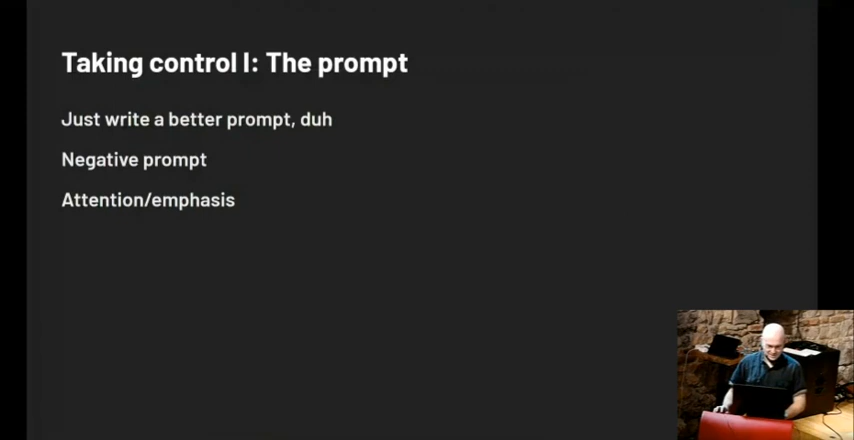 Taking control I: The prompt
Just write a better prompt, duh
Negative prompt
Attention/emphasis